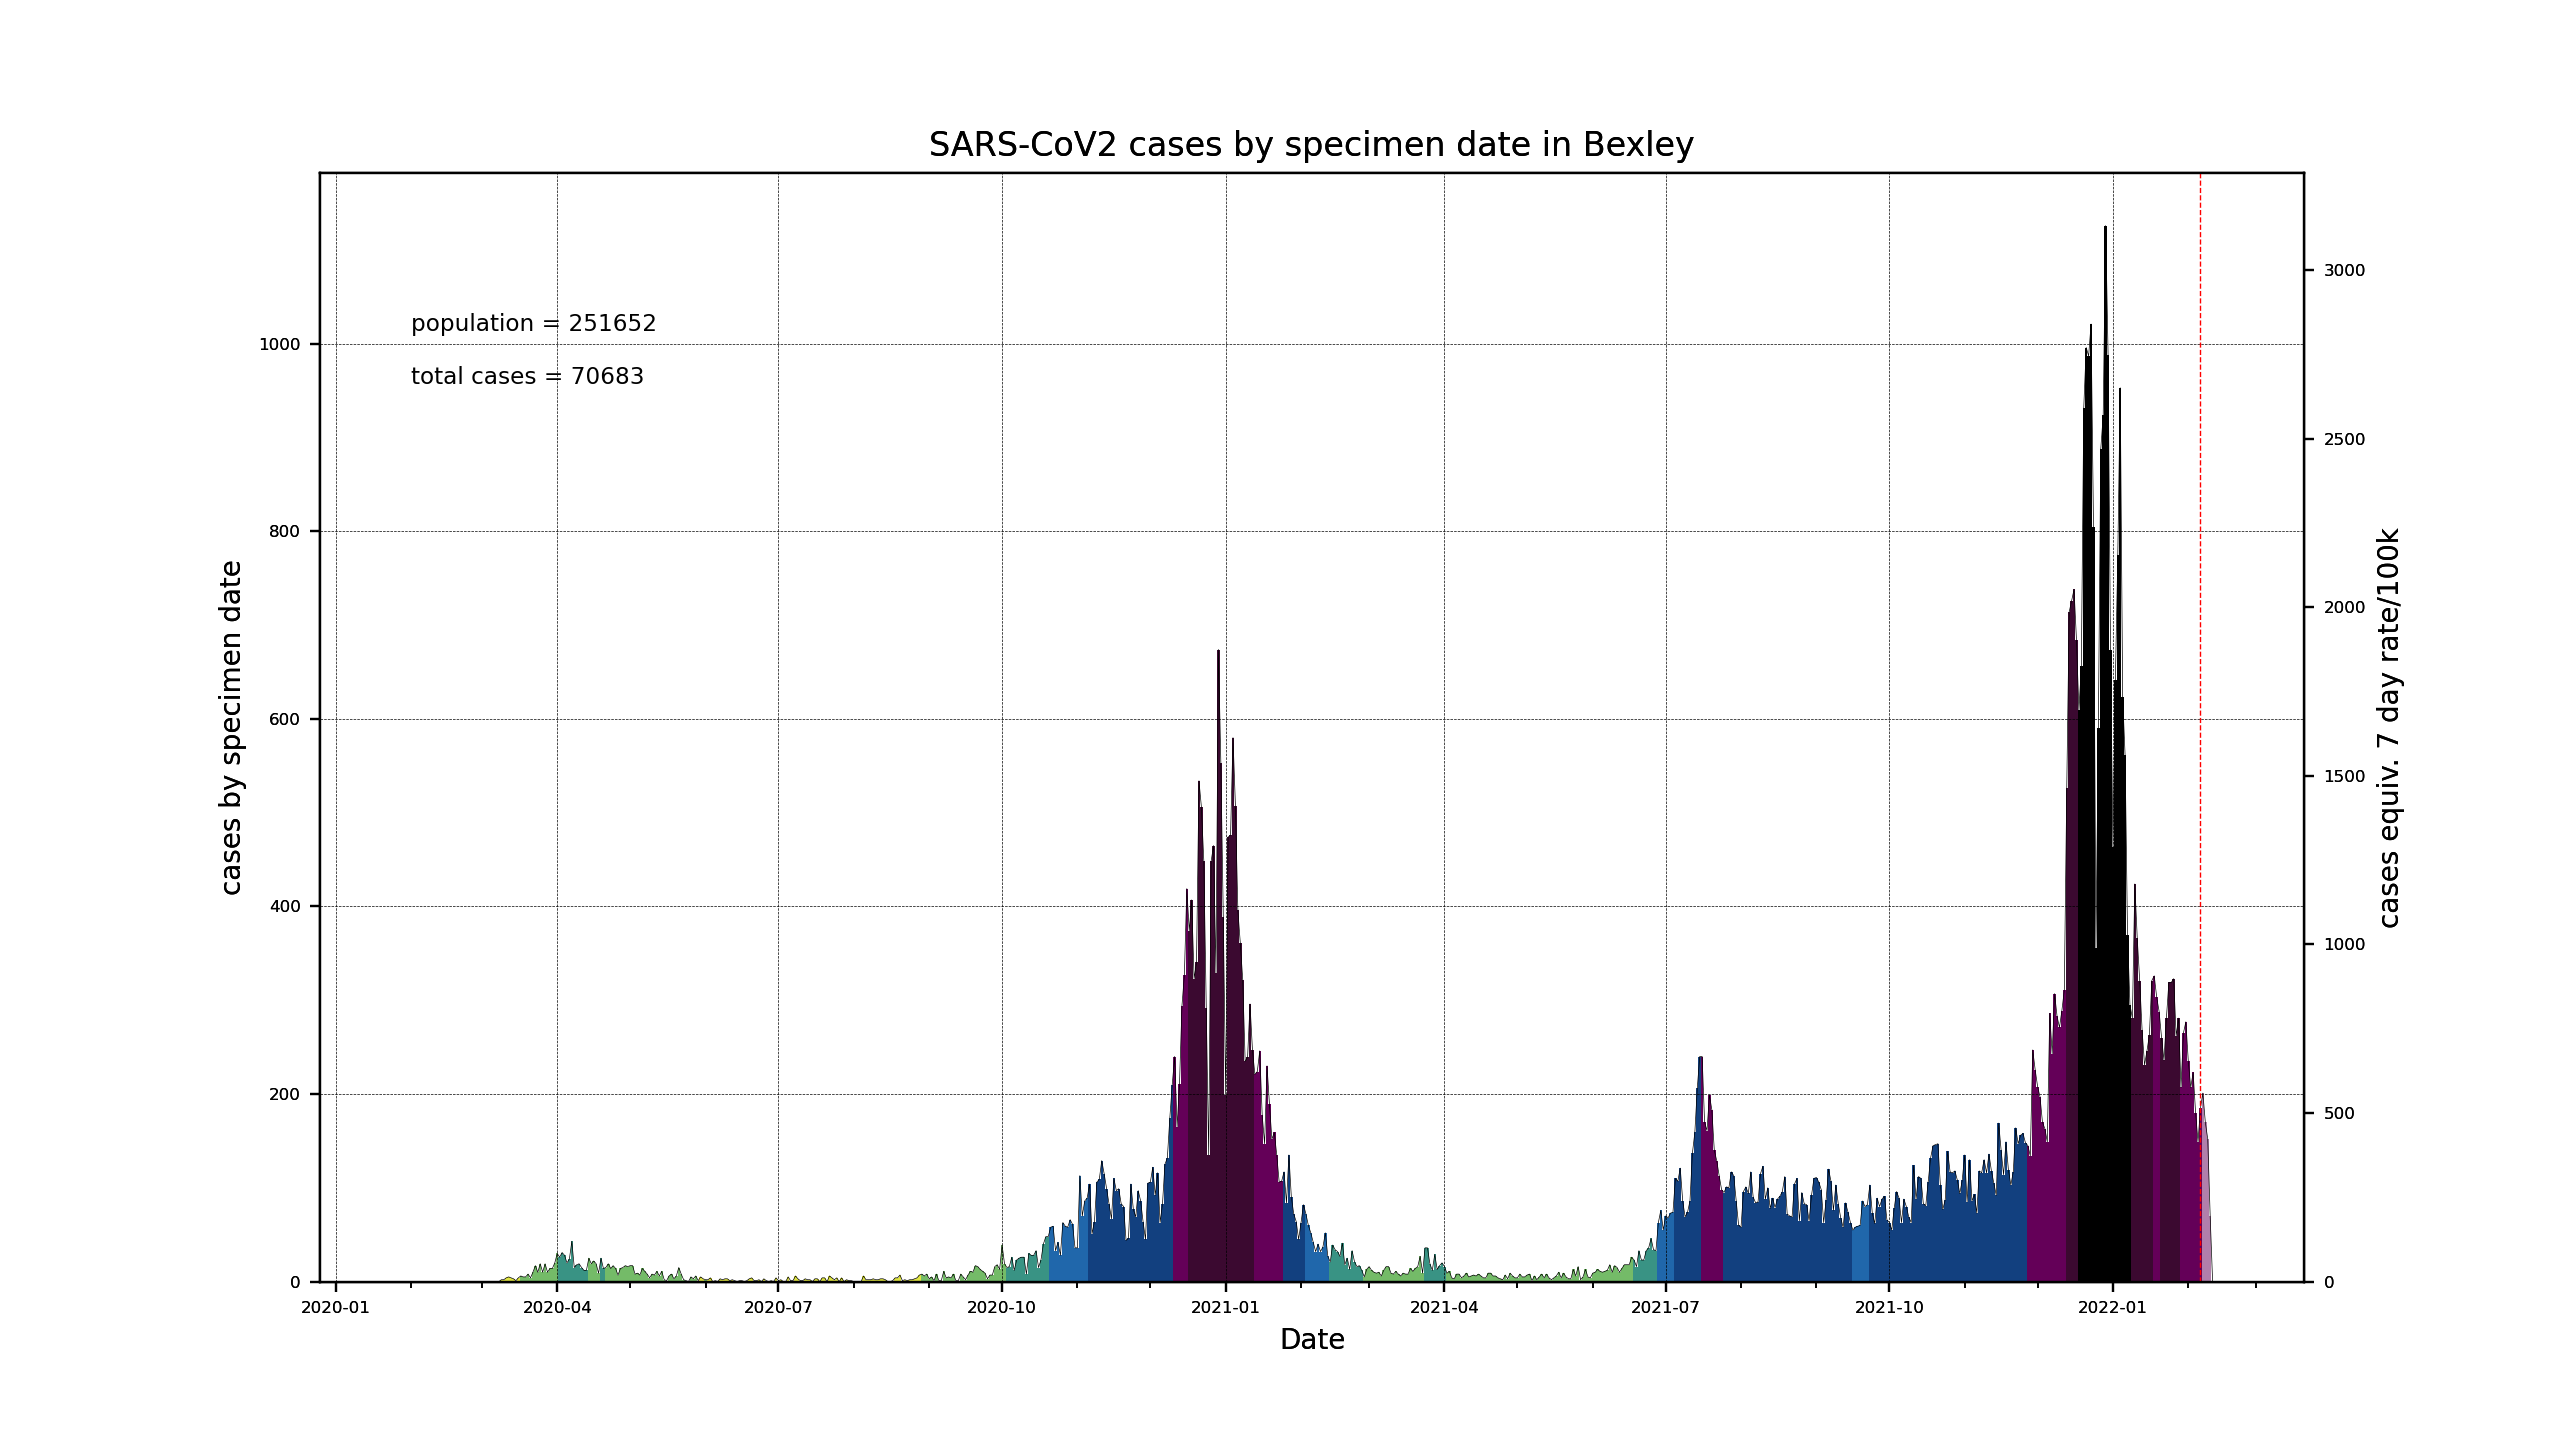 SARS-CoV2 cases by specimen date in Bexley
population = 251652
total cases = 70683
cases by specimen date
1000
800
600
400
200
0
cases equiv. 7 day rate/100k
3000
2500
2000
1500
1000
500
0
2020-01 2020-04 2020-07 2020-10 2021-01 2021-04 2021-07 2021-10 2022-01
Date